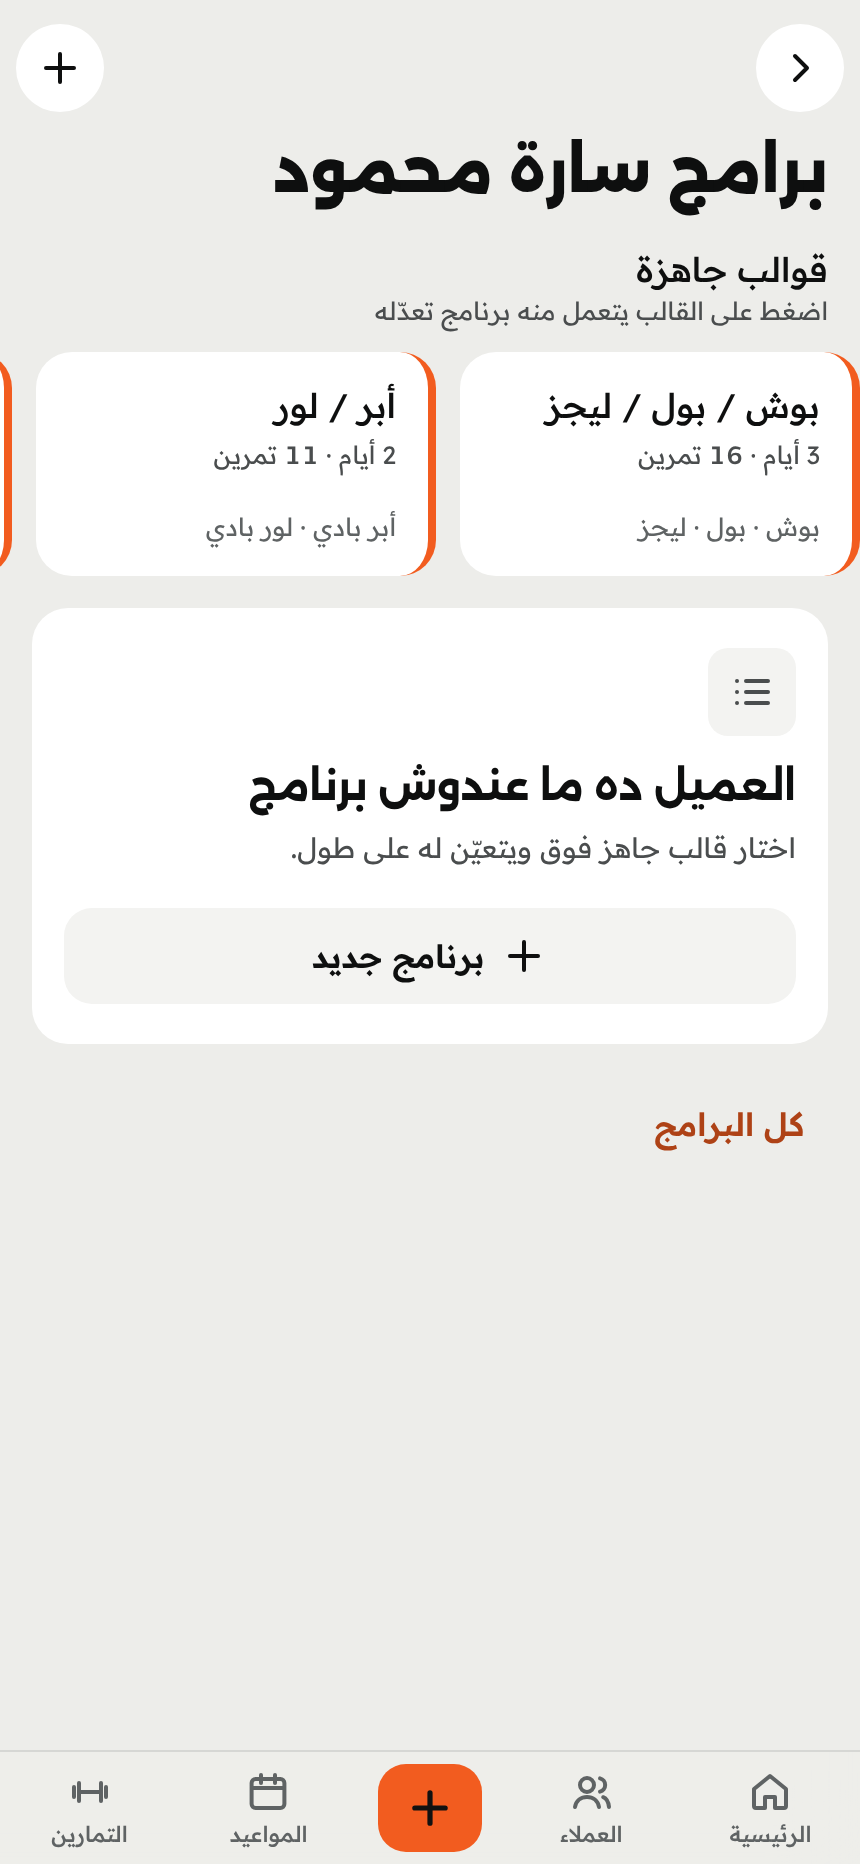 برامج سارة محمود
قوالب جاهزة
اضغط على القالب يتعمل منه برنامج تعدّله
بوش / بول / ليجز
3 أيام · 16 تمرين
بوش · بول · ليجز
أبر / لور
2 أيام · 11 تمرين
أبر بادي · لور بادي
العميل ده ما عندوش برنامج
اختار قالب جاهز فوق ويتعيّن له على طول.
برنامج جديد
كل البرامج
الرئيسية
العملاء
المواعيد
التمارين